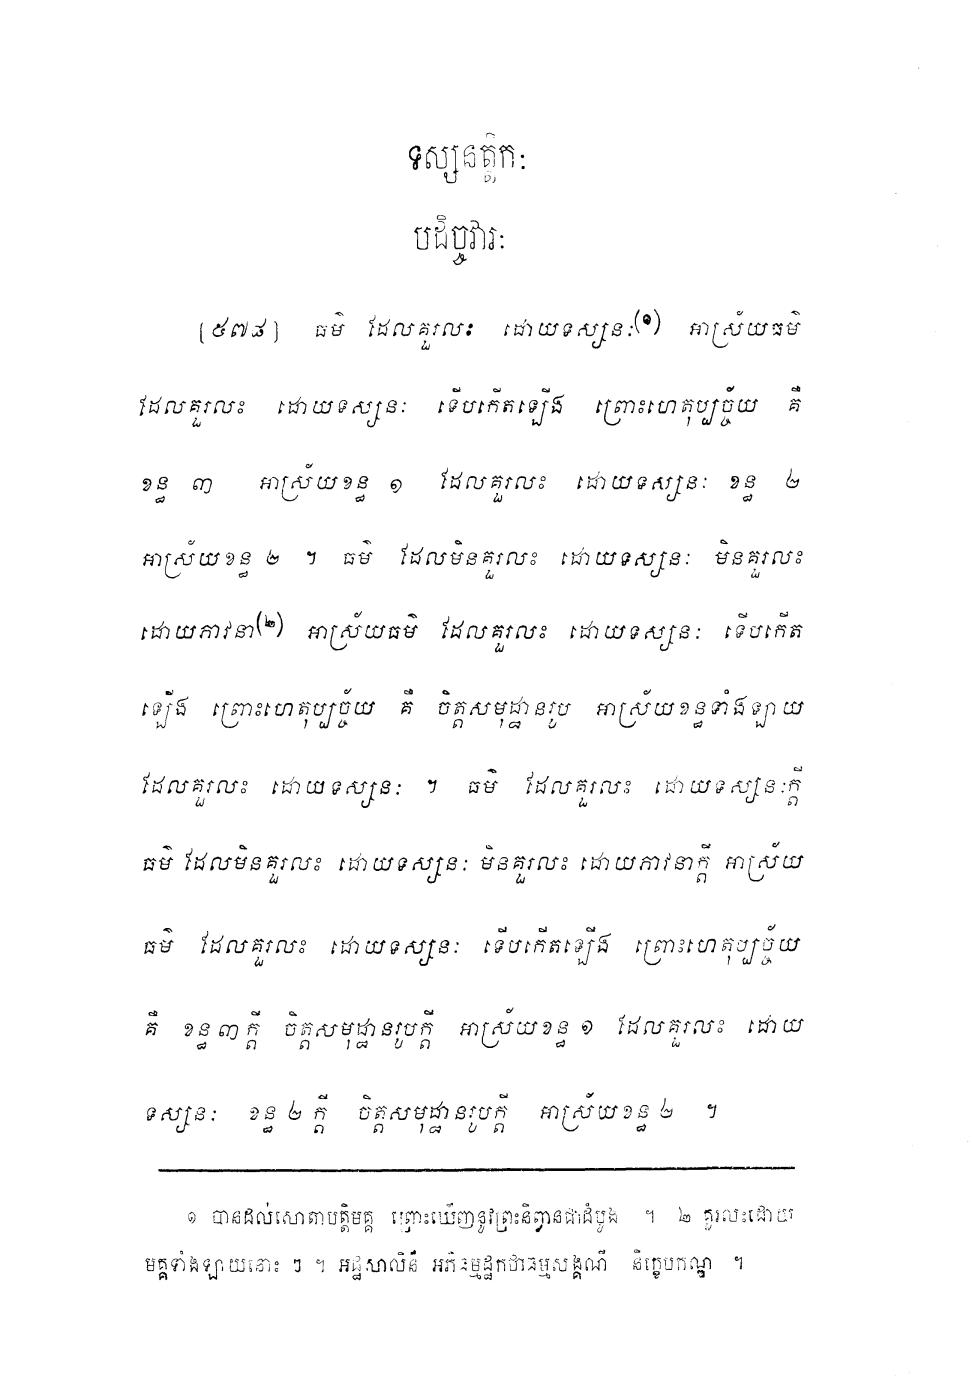 ទស្សនត្តិកៈ
បដិច្ចវារៈ
[៥៧៨] ធម៌ ដែលគួរលះ ដោយទស្សនៈ(១) អាស្រ័យធម៌
ដែលគួរលះ ដោយទស្សនៈ ទើបកើតឡើង ព្រោះហេតុប្បច្ច័យ គឺ
ខន្ធ ៣ អាស្រ័យខន្ធ ១ ដែលគួរលះ ដោយទស្សនៈ ខន្ធ ២
អាស្រ័យខន្ធ ២ ។ ធម៌ ដែលមិនគួរលះ ដោយទស្សនៈ មិនគួរលះ
ដោយភាវនា(២) អាស្រ័យធម៌ ដែលគួរលះ ដោយទស្សនៈ ទើបកើត
ឡើង ព្រោះហេតុប្បច្ច័យ គឺ ចិត្តសមុដ្ឋានរូប អាស្រ័យខន្ធទាំងឡាយ
ដែលគួរលះ ដោយទស្សនៈ ។ ធម៌ ដែលគួរលះ ដោយទស្សនៈក្តី
ធម៌ ដែលមិនគួរលះ ដោយទស្សនៈ មិនគួរលះ ដោយភាវនាក្តី អាស្រ័យ
ធម៌ ដែលគួរលះ ដោយទស្សនៈ ទើបកើតឡើង ព្រោះហេតុប្បច្ច័យ
គឺ ខន្ធ ៣ ក្តី ចិត្តសមុដ្ឋានរូបក្តី អាស្រ័យខន្ធ ១ ដែលគួរលះ ដោយ
ទស្សនៈ ខន្ធ ២ ក្តី ចិត្តសមុដ្ឋានរូបក្តី អាស្រ័យខន្ធ ២ ។
១ បានដល់សោតាបត្តិមគ្គ ព្រោះឃើញនូវព្រះនិព្វានជាដំបូង ។ ២ គួរលះដោយ
មគ្គទាំងឡាយនោះ ៗ ។ អដ្ឋសាលិនី អភិធម្មដ្ឋកថាធម្មសង្គណី និក្ខេបកណ្ឌ ។